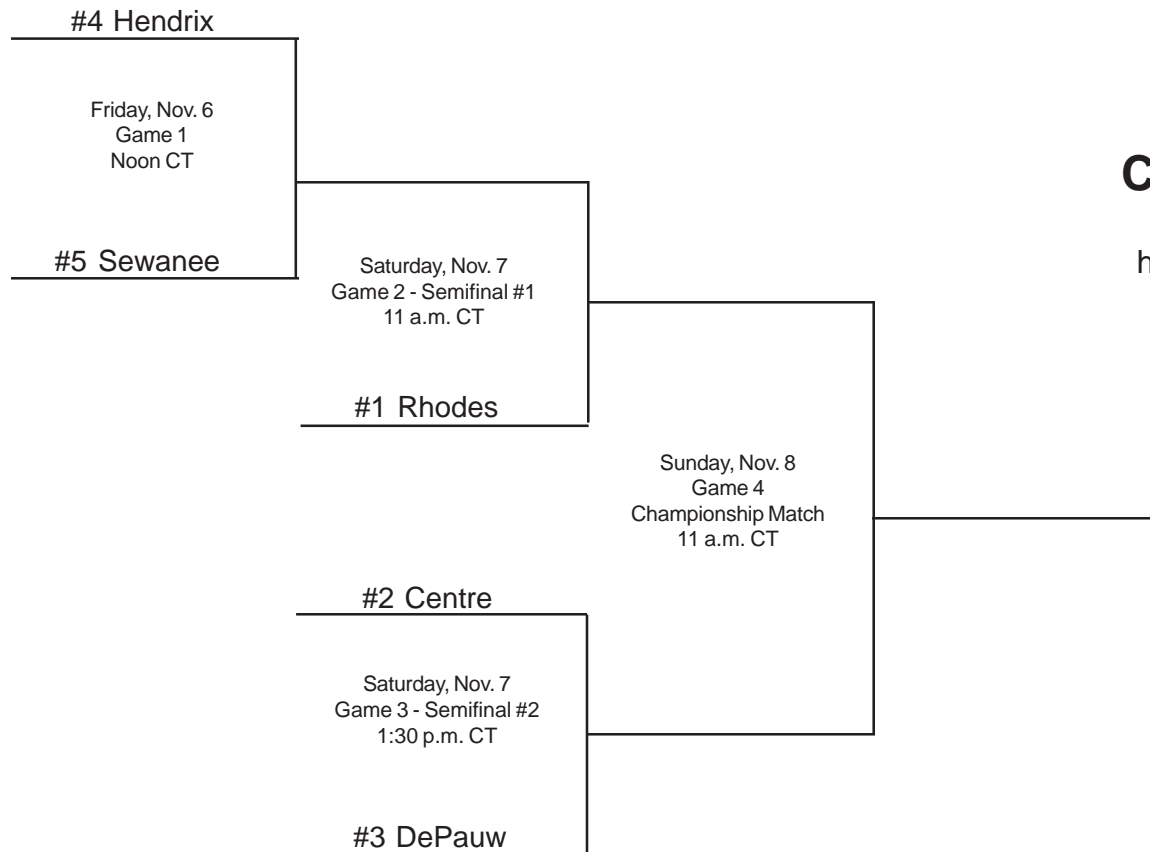 #4 Hendrix
Friday, Nov. 6
Game 1
Noon CT
#5 Sewanee
Saturday, Nov. 7
Game 2 - Semifinal #1
11 a.m. CT
#1 Rhodes
Sunday, Nov. 8
Game 4
Championship Match
11 a.m. CT
#2 Centre
Saturday, Nov. 7
Game 3 - Semifinal #2
1:30 p.m. CT
#3 DePauw